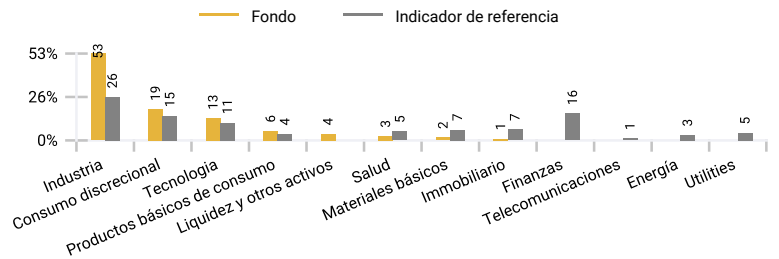 Fondo
Indicador de referencia
53%
26%
0%
53
26
19
15
13
11
6
4
4
3
5
2
7
1
7
16
1
3
5
Industria
Consumo discrecional
Tecnologia
Productos básicos de consumo
Liquidez y otros activos
Salud
Materiales básicos
Immobiliario
Finanzas
Telecomunicaciones
Energía
Utilities